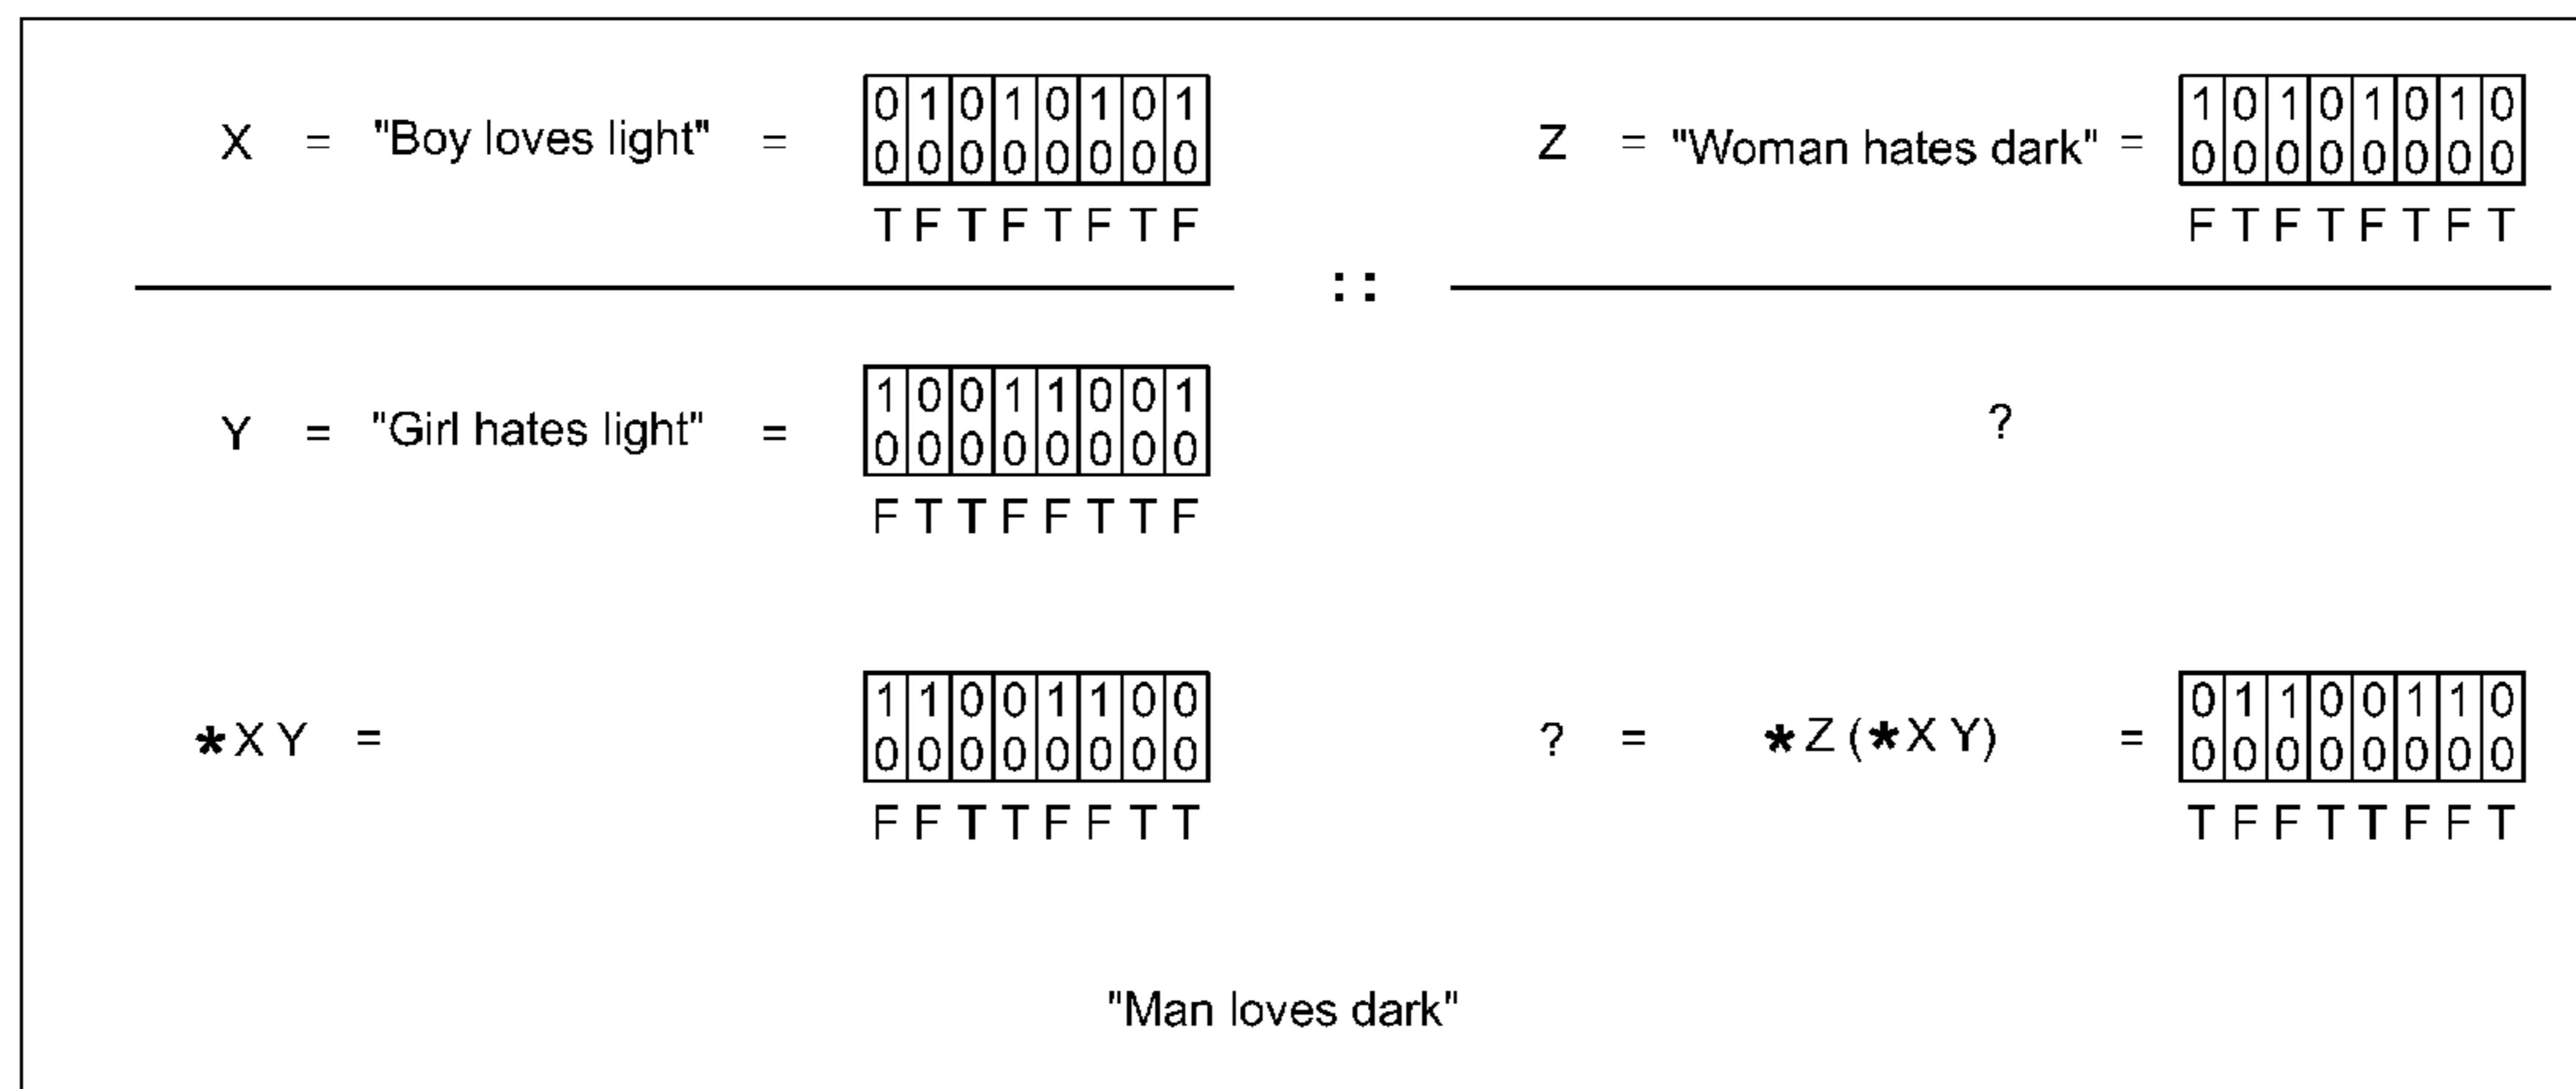 X = "Boy loves light" = 0 1 0 1 0 1 0 1
0 0 0 0 0 0 0 0
T F T F T F T F
Z = "Woman hates dark" = 1 0 1 0 1 0 1 0
0 0 0 0 0 0 0 0
F T F T F T F T
::
Y = "Girl hates light" = 1 0 0 1 1 0 0 1
0 0 0 0 0 0 0 0
F T T F F T T F
?
*X Y = 1 1 0 0 1 1 0 0
0 0 0 0 0 0 0 0
F F T T F F T T
? = *Z (*X Y) = 0 1 1 0 0 1 1 0
0 0 0 0 0 0 0 0
T F F T T F F T
"Man loves dark"